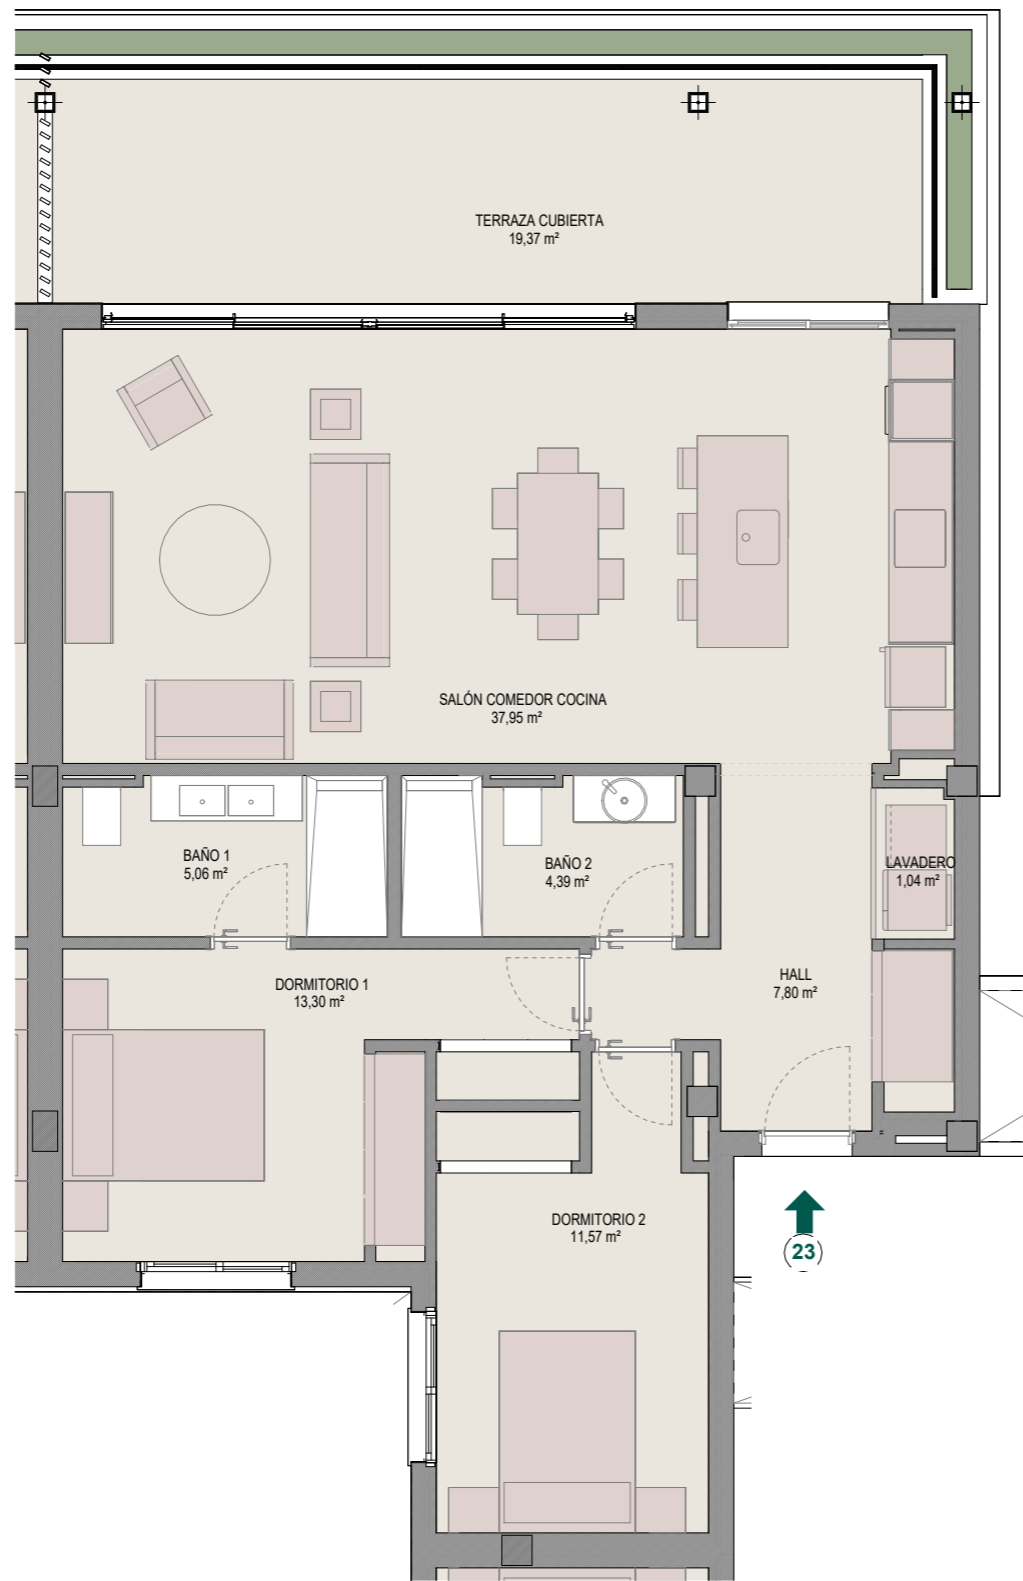 TERRAZA CUBIERTA
19,37 m²
SALÓN COMEDOR COCINA
37,95 m²
BAÑO 1
5,06 m²
BAÑO 2
4,39 m²
LAVADERO
1,04 m²
DORMITORIO 1
13,30 m²
HALL
7,80 m²
DORMITORIO 2
11,57 m²
23